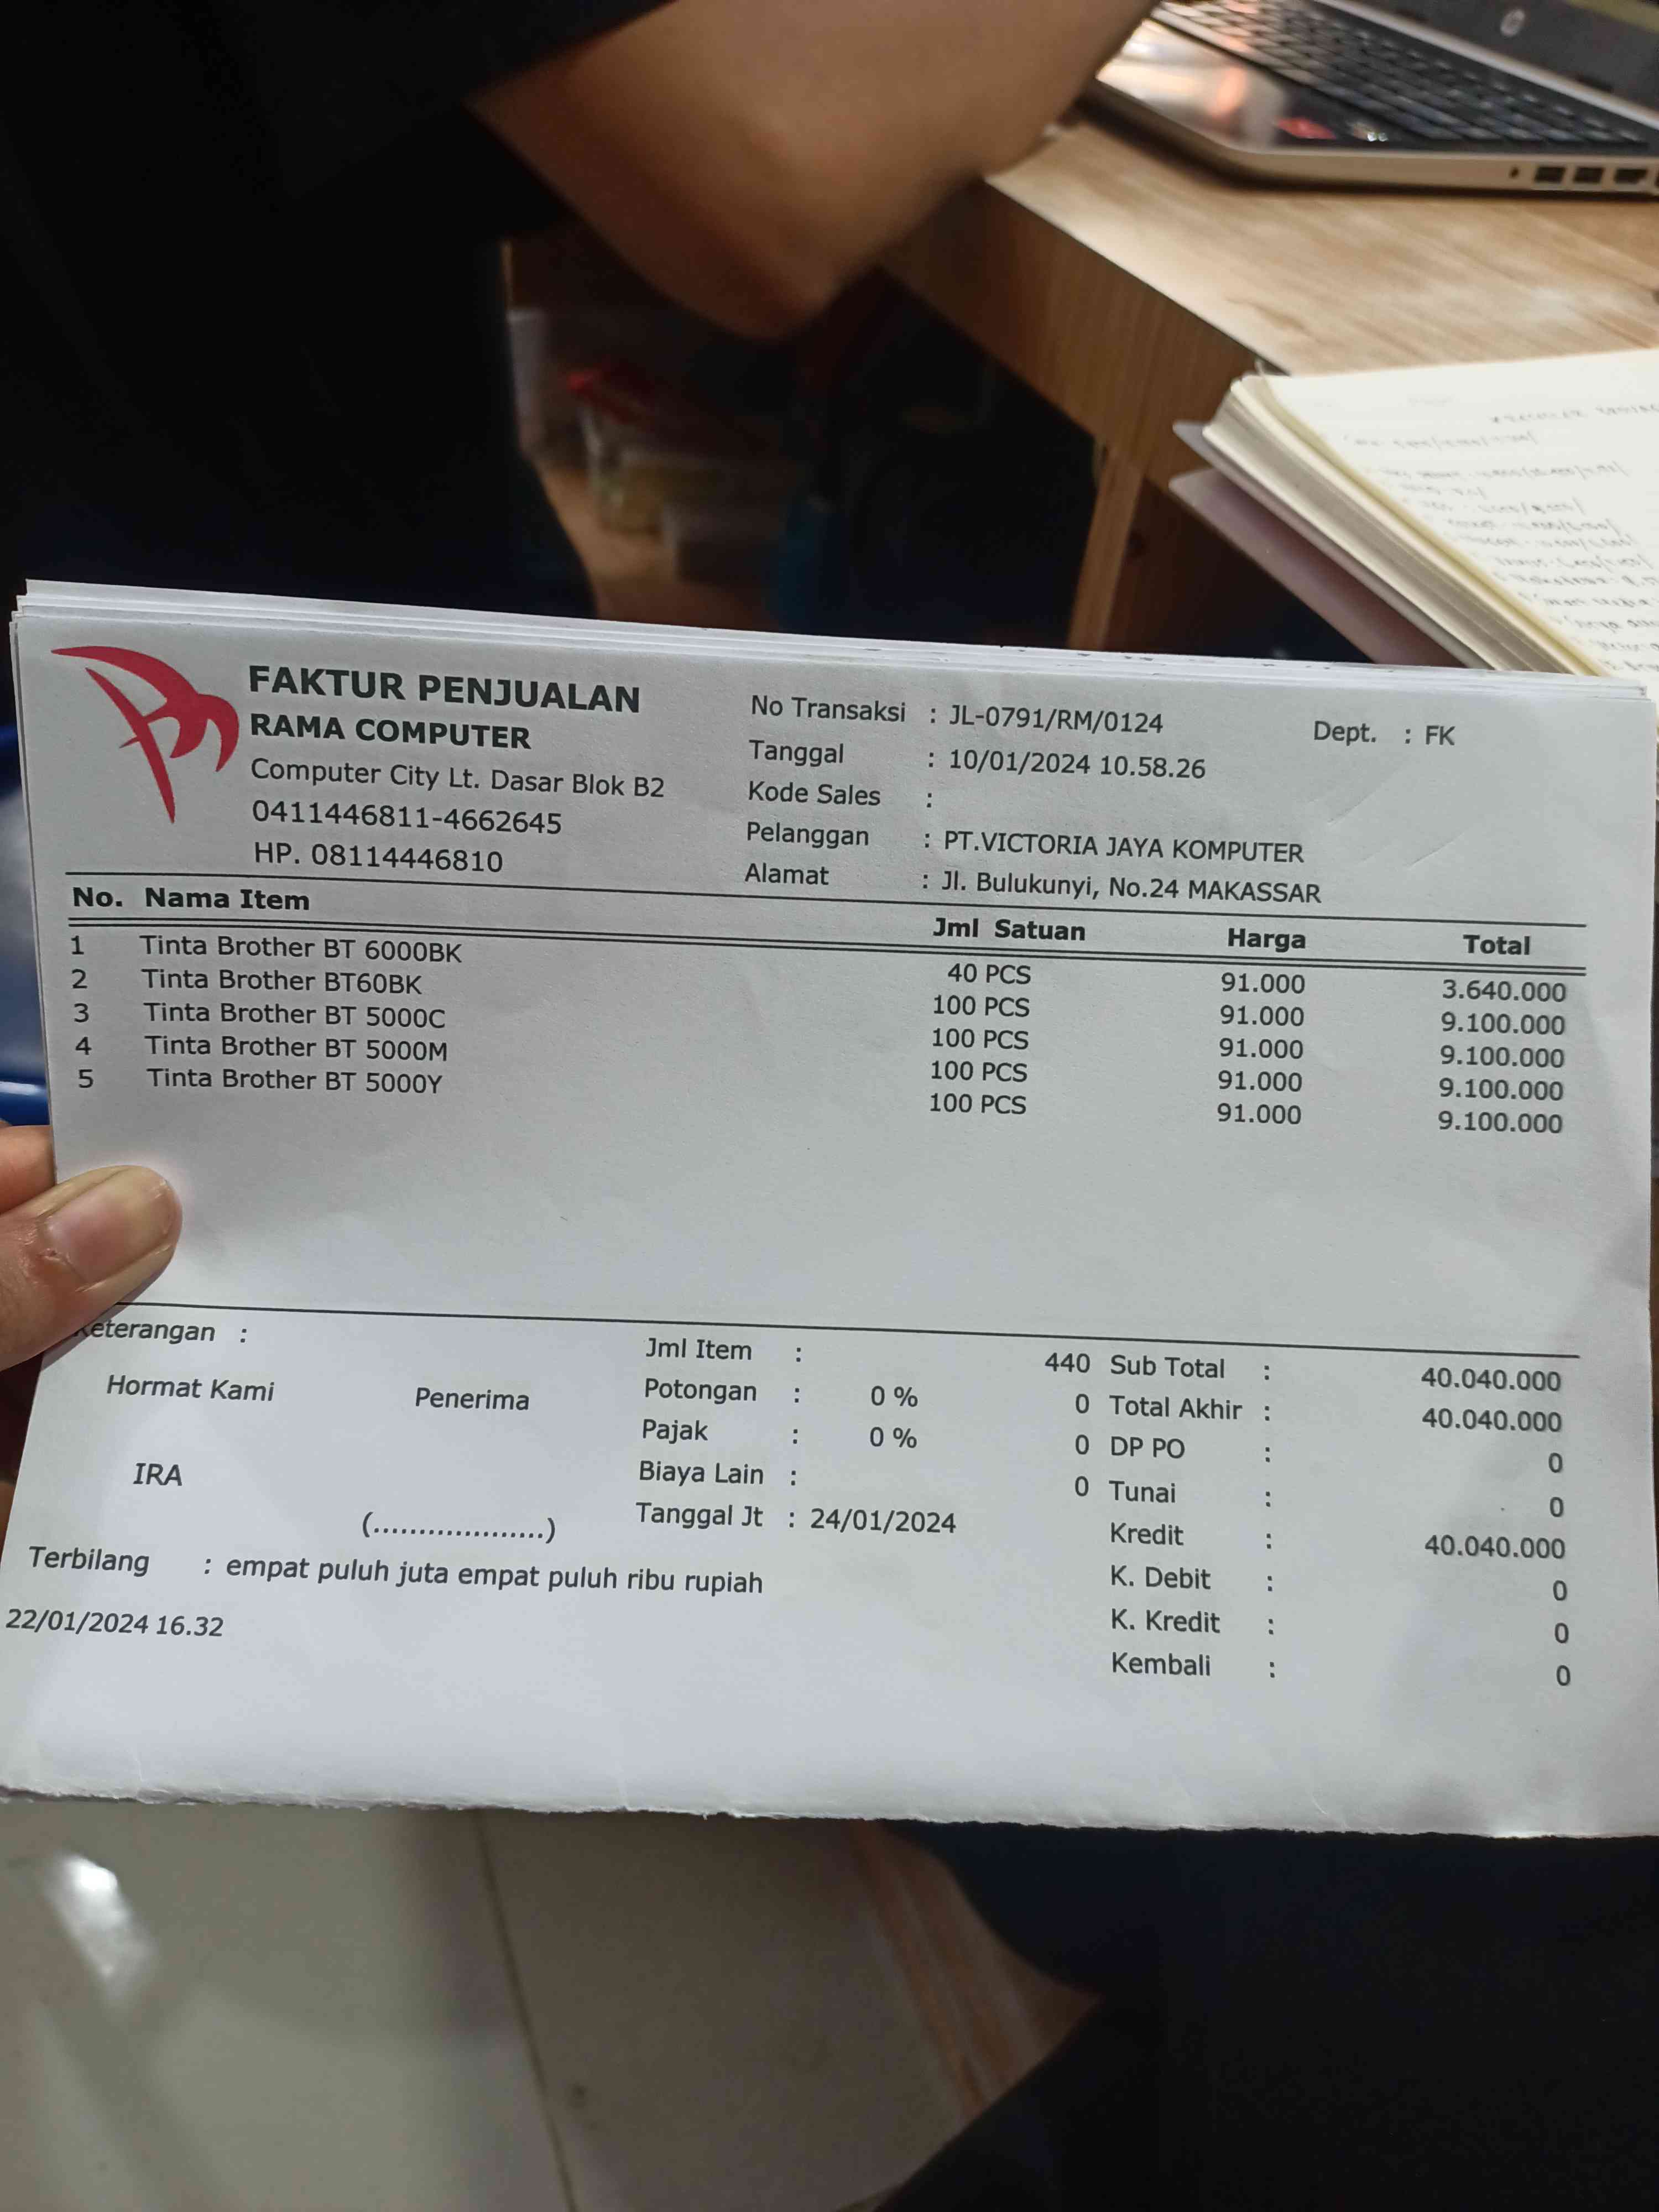 FAKTUR PENJUALAN
RAMA COMPUTER
Computer City Lt. Dasar Blok B2
0411446811-4662645
HP. 08114446810
No Transaksi : JL-0791/RM/0124 Dept. : FK
Tanggal : 10/01/2024 10.58.26
Kode Sales :
Pelanggan : PT.VICTORIA JAYA KOMPUTER
Alamat : Jl. Bulukunyi, No.24 MAKASSAR
No. Nama Item Jml Satuan Harga Total
1 Tinta Brother BT 6000BK 40 PCS 91.000 3.640.000
2 Tinta Brother BT60BK 100 PCS 91.000 9.100.000
3 Tinta Brother BT 5000C 100 PCS 91.000 9.100.000
4 Tinta Brother BT 5000M 100 PCS 91.000 9.100.000
5 Tinta Brother BT 5000Y 100 PCS 91.000 9.100.000
Keterangan :
Hormat Kami Penerima
IRA
(...................)
Jml Item : 440 Sub Total : 40.040.000
Potongan : 0 % 0 Total Akhir : 40.040.000
Pajak : 0 % 0 DP PO : 0
Biaya Lain : 0 Tunai : 0
Tanggal Jt : 24/01/2024 Kredit : 40.040.000
K. Debit : 0
K. Kredit : 0
Kembali : 0
Terbilang : empat puluh juta empat puluh ribu rupiah
22/01/2024 16.32
hp